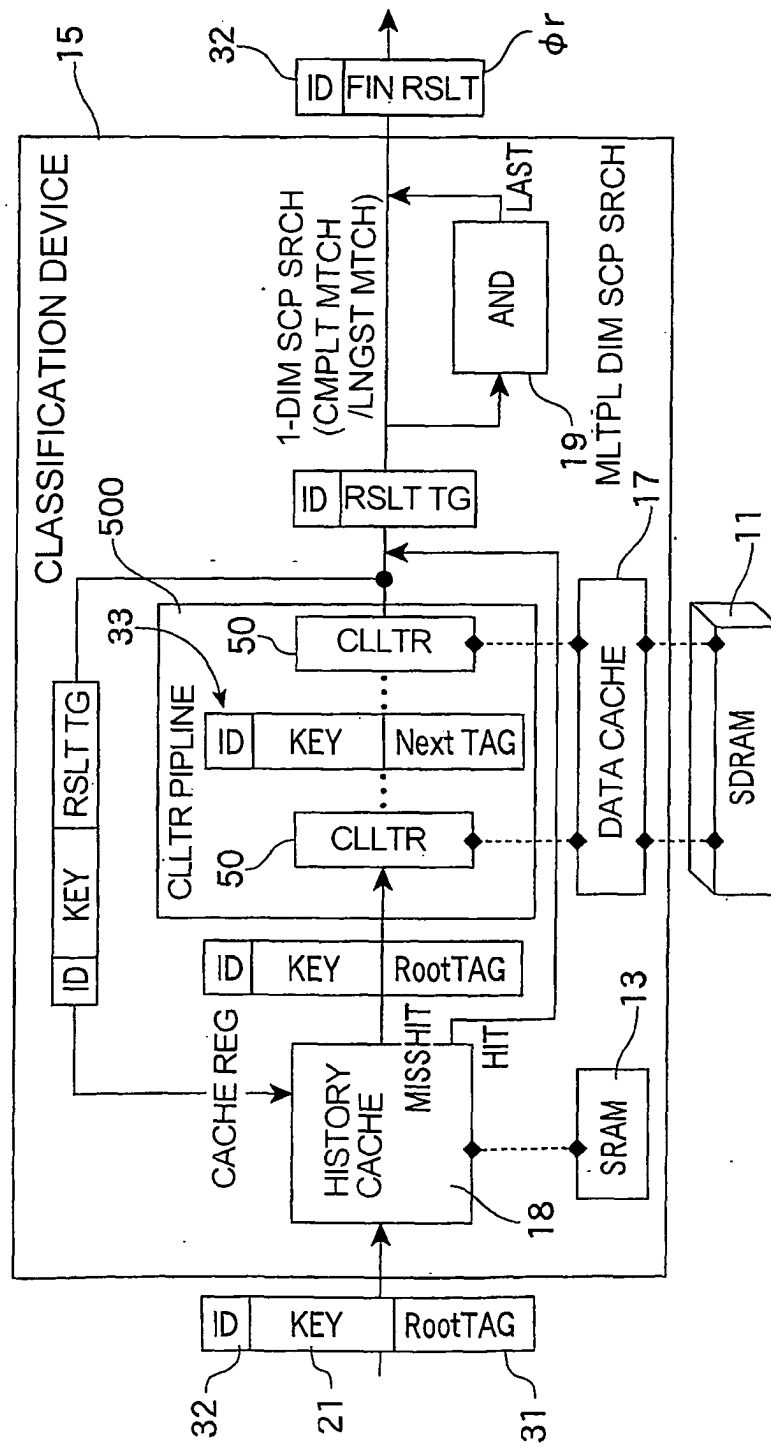 CLASSIFICATION DEVICE
15
32
ID
KEY
RootTAG
32
21
31
HISTORY
CACHE
18
CACHE REG
MISSHIT
HIT
SRAM
13
ID
KEY
RSLT TG
ID
KEY
RootTAG
CLLTR PIPLINE
500
33
50
CLLTR
ID
KEY
Next TAG
50
CLLTR
DATA CACHE
17
SDRAM
11
ID
RSLT TG
1-DIM SCP SRCH
(CMPLT MTCH
/LNGST MTCH)
AND
LAST
19
MLTPL DIM SCP SRCH
ID
FIN RSLT
Φr